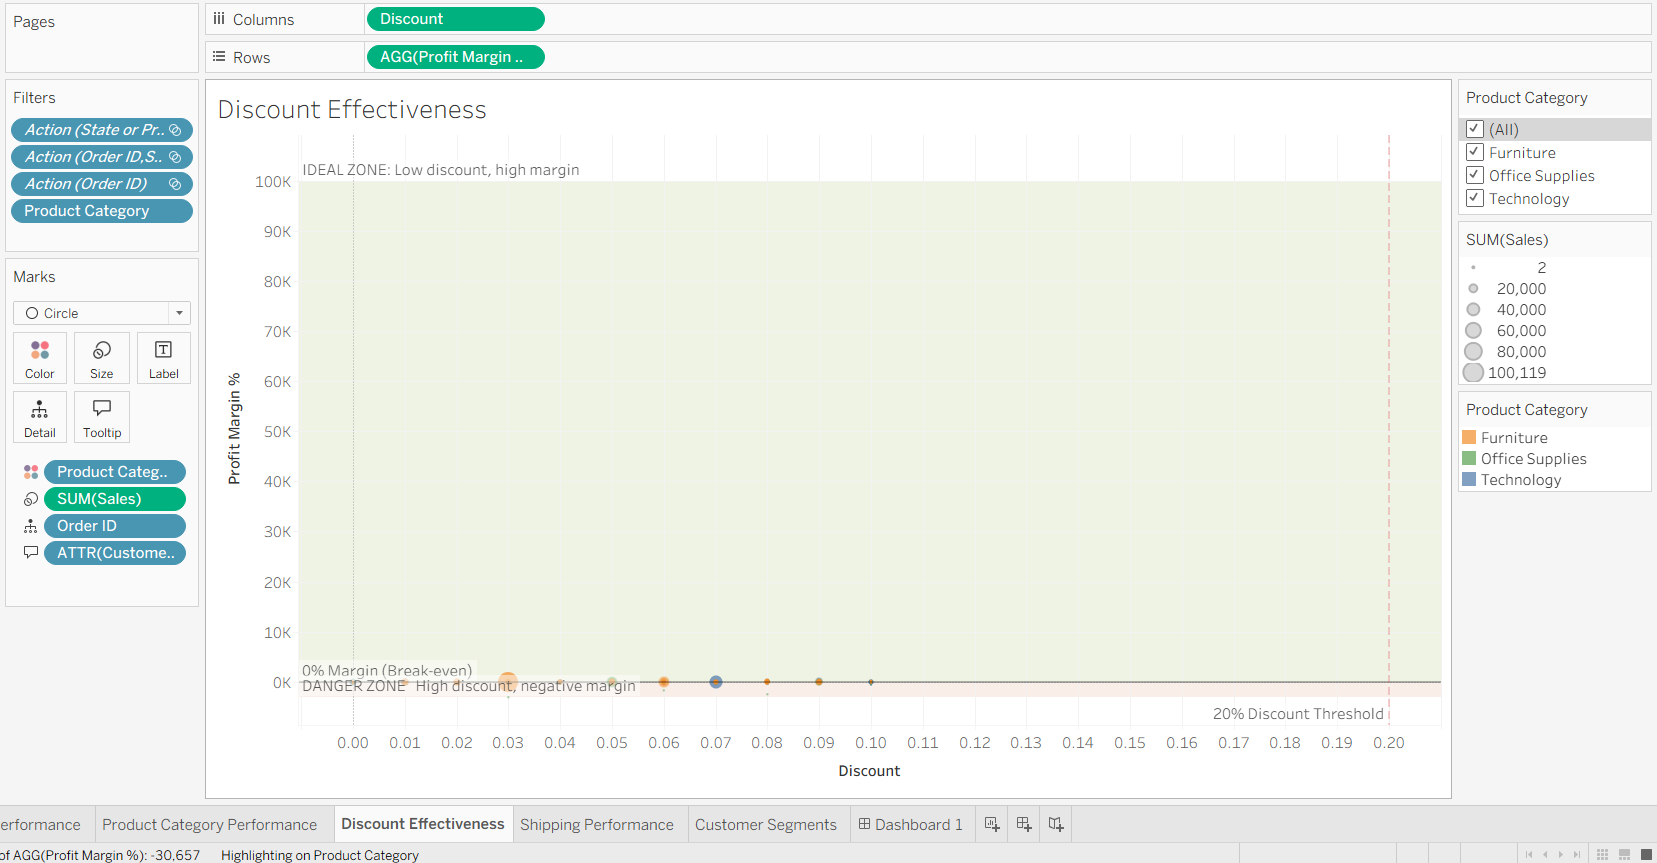 Pages
Columns
Discount
Rows
AGG(Profit Margin ..
Filters
Action (State or Pr..
Action (Order ID,S..
Action (Order ID)
Product Category
Marks
Circle
Color
Size
Label
Detail
Tooltip
Product Categ..
SUM(Sales)
Order ID
ATTR(Custome..
Discount Effectiveness
IDEAL ZONE: Low discount, high margin
100K
90K
80K
70K
60K
50K
40K
30K
20K
10K
0K
Profit Margin %
0% Margin (Break-even)
DANGER ZONE High discount, negative margin
20% Discount Threshold
0.00 0.01 0.02 0.03 0.04 0.05 0.06 0.07 0.08 0.09 0.10 0.11 0.12 0.13 0.14 0.15 0.16 0.17 0.18 0.19 0.20
Discount
Product Category
(All)
Furniture
Office Supplies
Technology
SUM(Sales)
2
20,000
40,000
60,000
80,000
100,119
Product Category
Furniture
Office Supplies
Technology
erformance
Product Category Performance
Discount Effectiveness
Shipping Performance
Customer Segments
Dashboard 1
of AGG(Profit Margin %): -30,657
Highlighting on Product Category